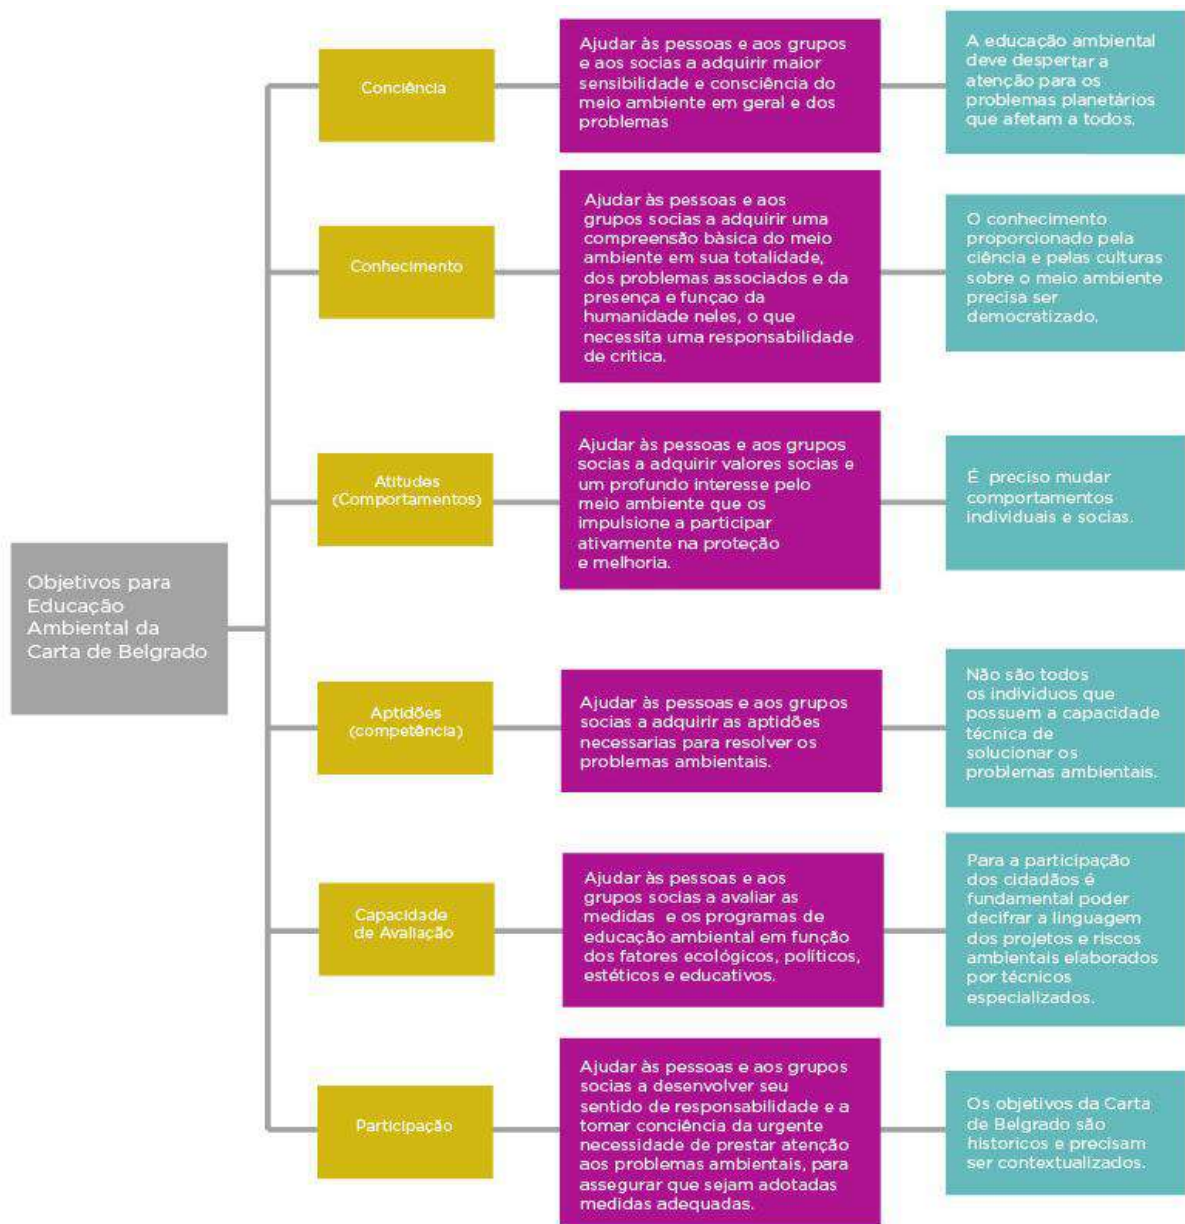 Conciência
Ajudar às pessoas e aos grupos
e aos socias a adquirir maior
sensibilidade e consciência do
meio ambiente em geral e dos
problemas
A educação ambiental
deve despertar a
atenção para os
problemas planetários
que afetam a todos.
Conhecimento
Ajudar às pessoas e aos
grupos socias a adquirir uma
compreensão bàsica do meio
ambiente em sua totalidade,
dos problemas associados e da
presença e funçao da
humanidade neles, o que
necessita uma responsabilidade
de critica.
O conhecimento
proporcionado pela
ciência e pelas culturas
sobre o meio ambiente
precisa ser
democratizado.
Atitudes
(Comportamentos)
Ajudar às pessoas e aos grupos
socias a adquirir valores socias e
um profundo interesse pelo
meio ambiente que os
impulsione a participar
ativamente na proteção
e melhoria.
É preciso mudar
comportamentos
individuais e socias.
Objetivos para
Educação
Ambiental da
Carta de Belgrado
Aptidões
(competência)
Ajudar às pessoas e aos grupos
socias a adquirir as aptidões
necessarias para resolver os
problemas ambientais.
Não são todos
os individuos que
possuem a capacidade
técnica de
solucionar os
problemas ambientais.
Capacidade
de Avaliação
Ajudar às pessoas e aos
grupos socias a avaliar as
medidas e os programas de
educação ambiental em função
dos fatores ecológicos, políticos,
estéticos e educativos.
Para a participação
dos cidadãos é
fundamental poder
decifrar a linguagem
dos projetos e riscos
ambientais elaborados
por técnicos
especializados.
Participação
Ajudar às pessoas e aos grupos
socias a desenvolver seu
sentido de responsabilidade e a
tomar conciência da urgente
necessidade de prestar atenção
aos problemas ambientais, para
assegurar que sejam adotadas
medidas adequadas.
Os objetivos da Carta
de Belgrado são
historicos e precisam
ser contextualizados.